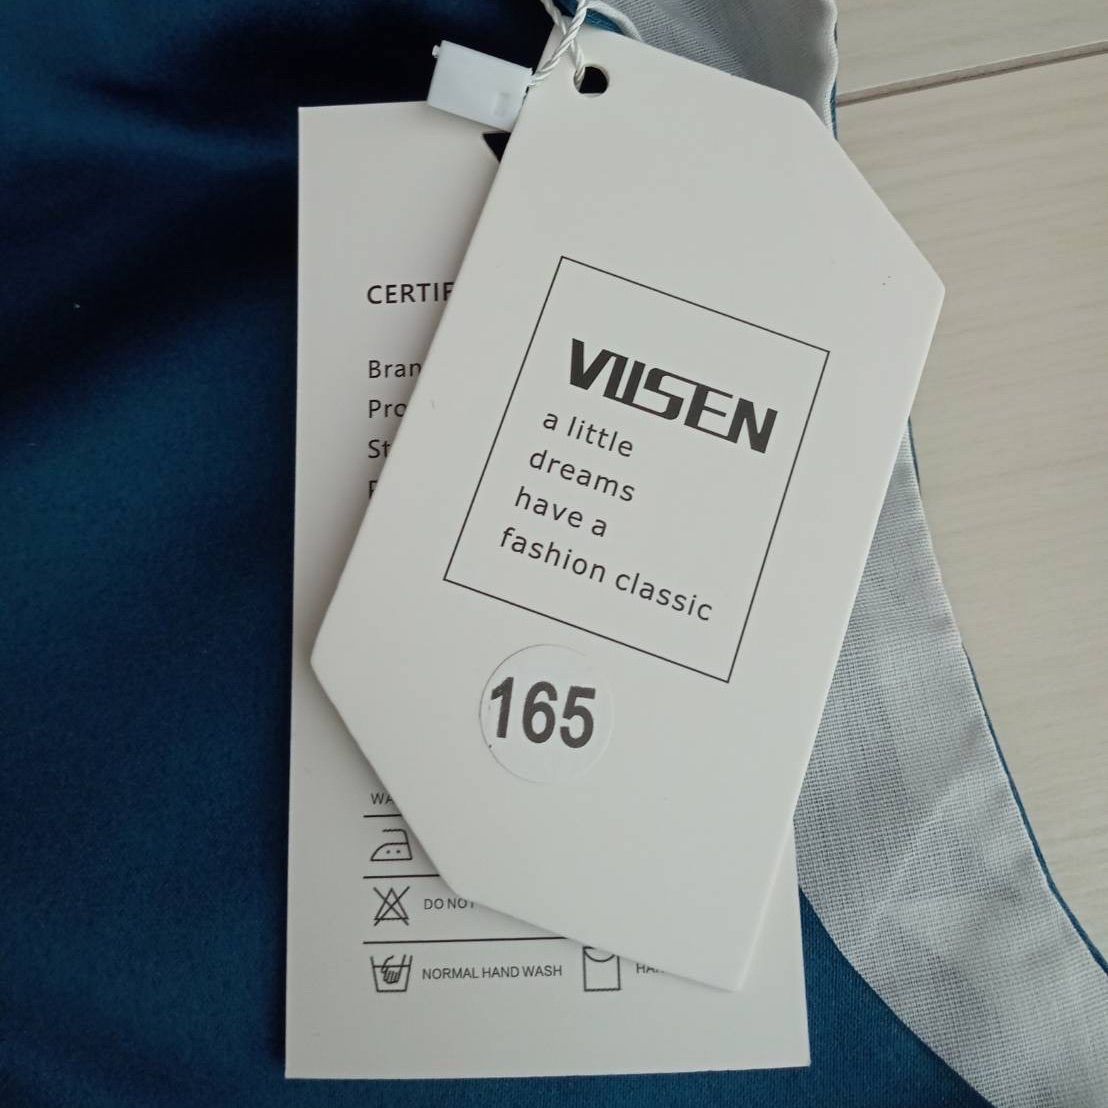 VIISEN
a little
dreams
have a
fashion classic
165
CERTIF
Bran
Pro
St
WA
DO NOT
NORMAL HAND WASH
HA